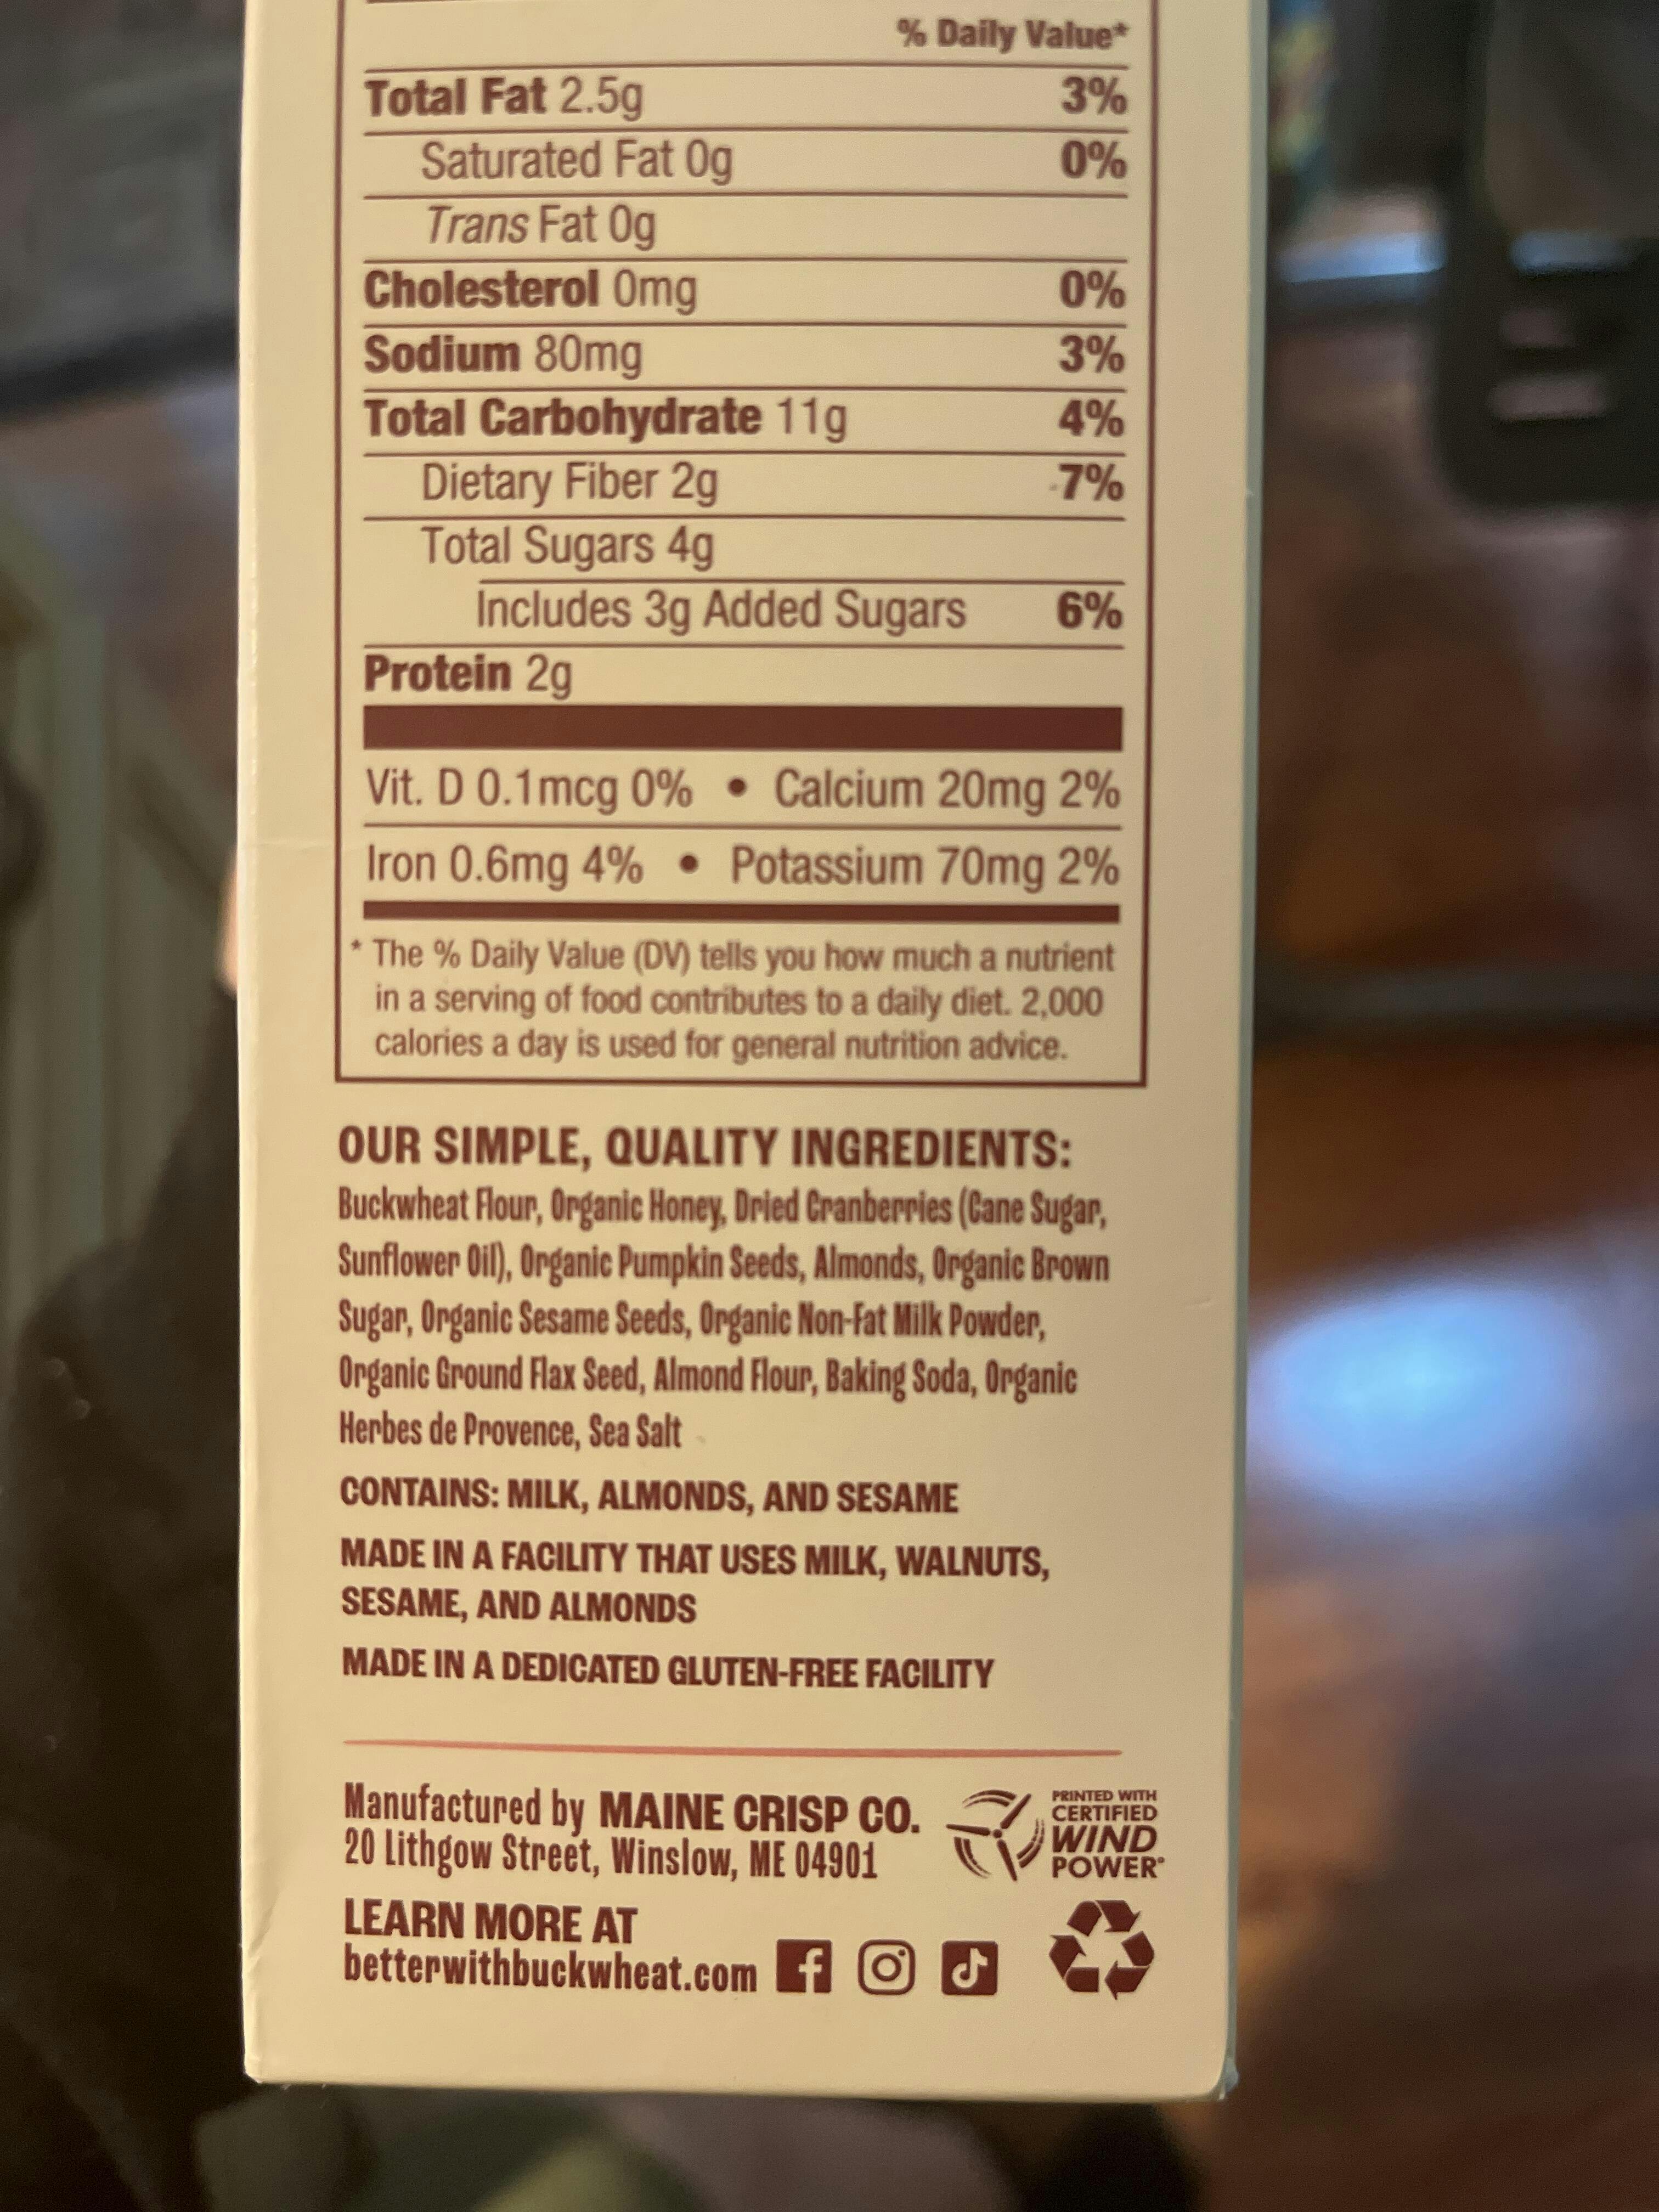 % Daily Value*
Total Fat 2.5g 3%
Saturated Fat 0g 0%
Trans Fat 0g
Cholesterol 0mg 0%
Sodium 80mg 3%
Total Carbohydrate 11g 4%
Dietary Fiber 2g 7%
Total Sugars 4g
Includes 3g Added Sugars 6%
Protein 2g
Vit. D 0.1mcg 0% • Calcium 20mg 2%
Iron 0.6mg 4% • Potassium 70mg 2%
* The % Daily Value (DV) tells you how much a nutrient
in a serving of food contributes to a daily diet. 2,000
calories a day is used for general nutrition advice.
OUR SIMPLE, QUALITY INGREDIENTS:
Buckwheat Flour, Organic Honey, Dried Cranberries (Cane Sugar,
Sunflower Oil), Organic Pumpkin Seeds, Almonds, Organic Brown
Sugar, Organic Sesame Seeds, Organic Non-Fat Milk Powder,
Organic Ground Flax Seed, Almond Flour, Baking Soda, Organic
Herbes de Provence, Sea Salt
CONTAINS: MILK, ALMONDS, AND SESAME
MADE IN A FACILITY THAT USES MILK, WALNUTS,
SESAME, AND ALMONDS
MADE IN A DEDICATED GLUTEN-FREE FACILITY
Manufactured by MAINE CRISP CO.
20 Lithgow Street, Winslow, ME 04901
PRINTED WITH
CERTIFIED
WIND
POWER®
LEARN MORE AT
betterwithbuckwheat.com